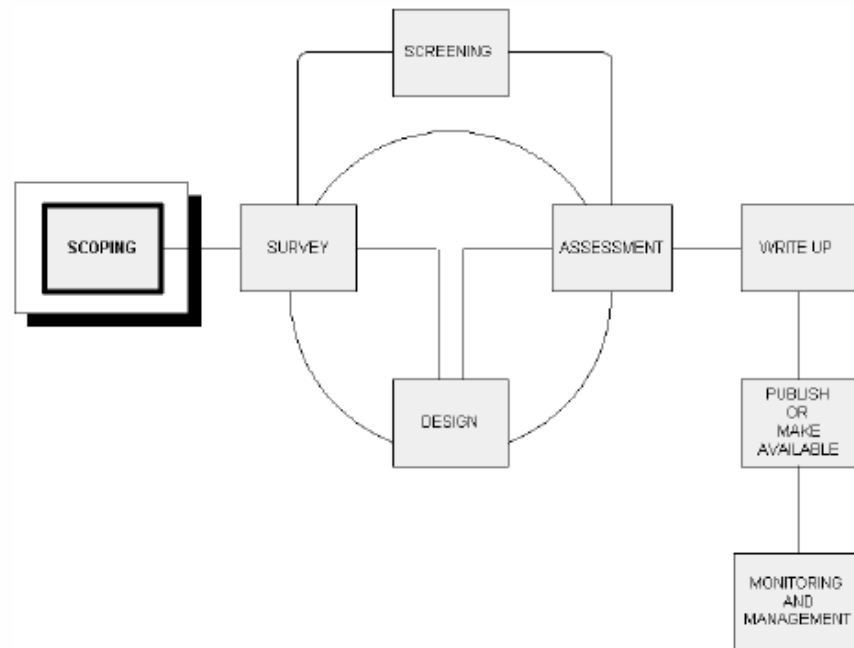 SCREENING
SCOPING
SURVEY
ASSESSMENT
WRITE UP
DESIGN
PUBLISH
OR
MAKE
AVAILABLE
MONITORING
AND
MANAGEMENT